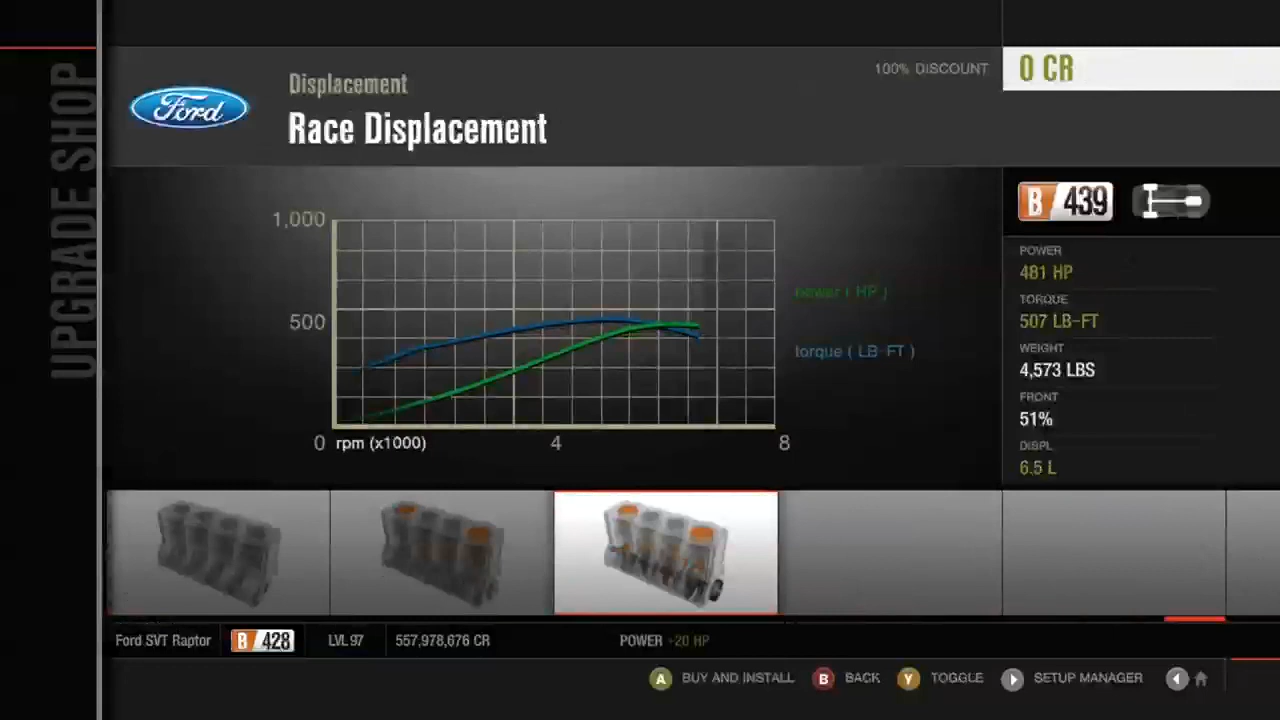 UPGRADE SHOP
Ford
Displacement
Race Displacement
100% DISCOUNT
0 CR
B 439
1,000
500
0
rpm (x1000)
4
8
power ( HP )
torque ( LB-FT )
POWER
481 HP
TORQUE
507 LB-FT
WEIGHT
4,573 LBS
FRONT
51%
DISPL.
6.5 L
Ford SVT Raptor
B 428
LVL 97
557,978,676 CR
POWER +20 HP
A BUY AND INSTALL
B BACK
Y TOGGLE
SETUP MANAGER